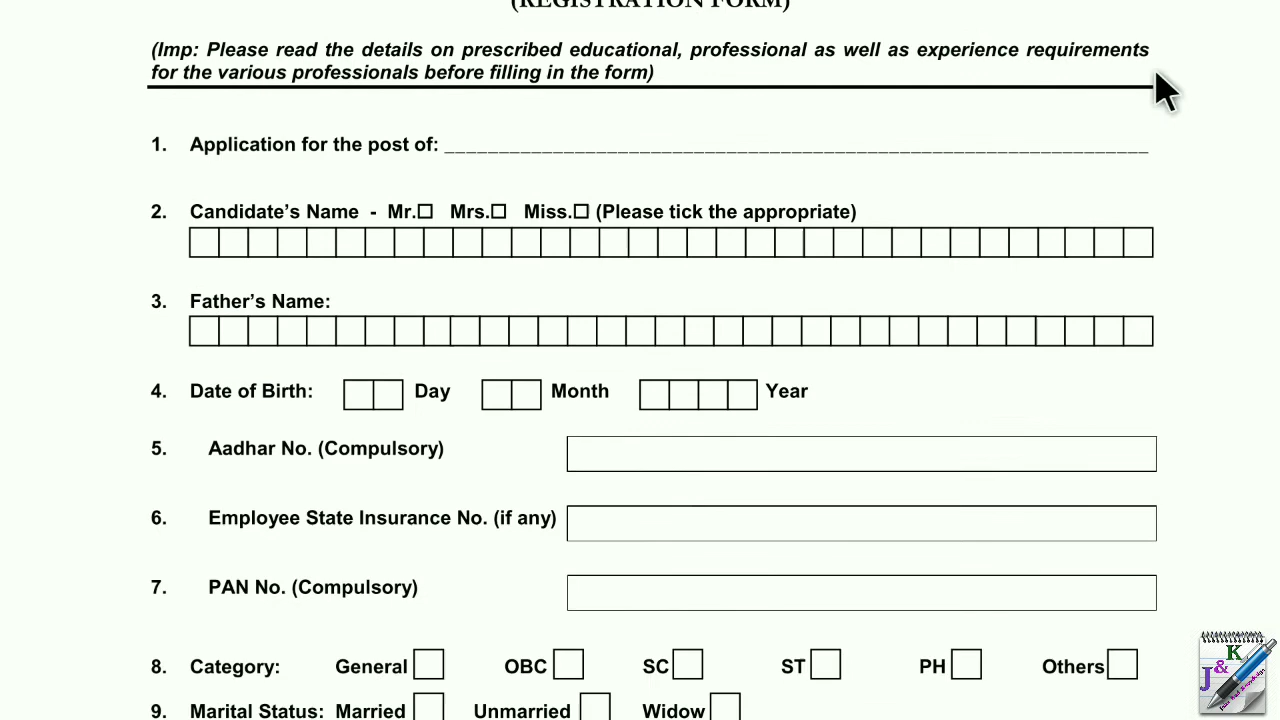 (REGISTRATION FORM)
(Imp: Please read the details on prescribed educational, professional as well as experience requirements
for the various professionals before filling in the form)
1. Application for the post of: ________________________________________________________________
2. Candidate's Name - Mr.☐ Mrs.☐ Miss.☐ (Please tick the appropriate)
3. Father's Name:
4. Date of Birth: Day Month Year
5. Aadhar No. (Compulsory)
6. Employee State Insurance No. (if any)
7. PAN No. (Compulsory)
8. Category: General OBC SC ST PH Others
9. Marital Status: Married Unmarried Widow
J&K